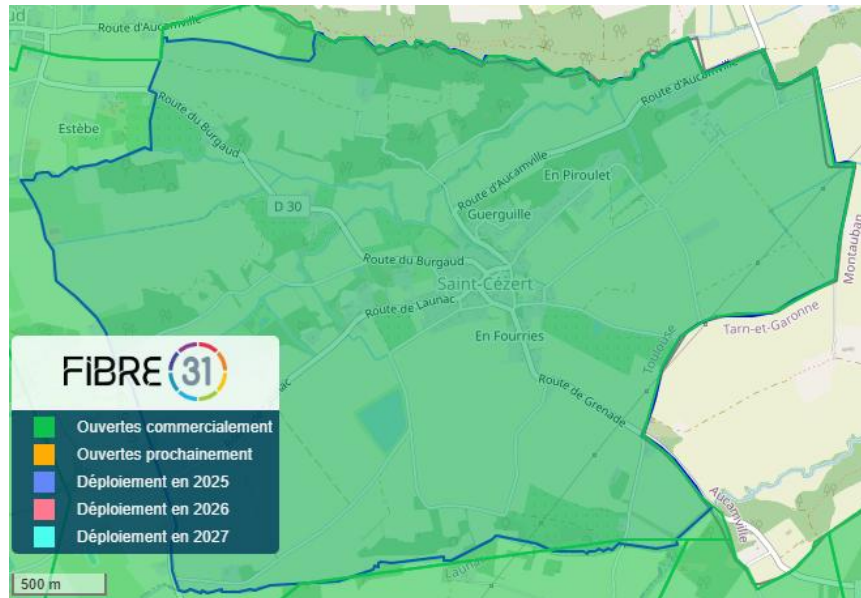 Route d'Aucamville
Estèbe
Route du Burgaud
D 30
Route d'Aucamville
Route d'Aucamville
En Piroulet
Guerguille
Route du Burgaud
Saint-Cézert
Route de Launac
En Fourries
Route de Grenade
Toulouse
Tarn-et-Garonne
Montauban
Aucamville
FiBRE 31
Ouvertes commercialement
Ouvertes prochainement
Déploiement en 2025
Déploiement en 2026
Déploiement en 2027
500 m